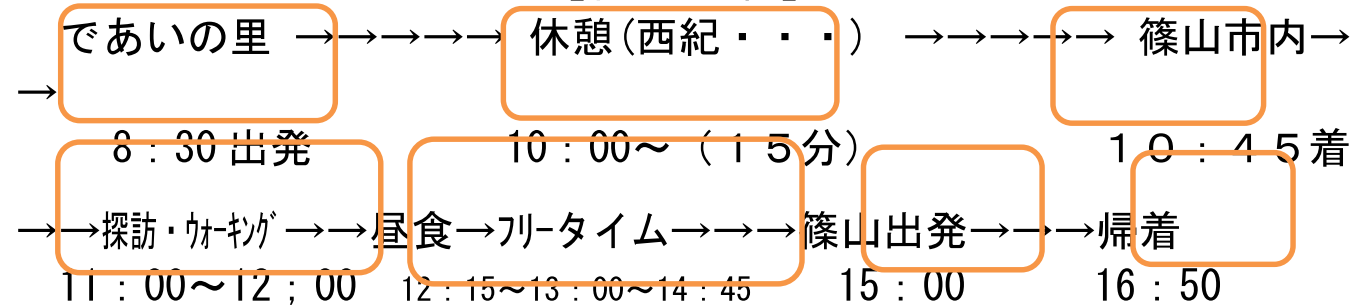 であいの里 →→→→→ 休憩(西紀・・・) →→→→→ 篠山市内→
→
8：30出発 10：00～（１５分） １０：４５着
→→探訪・ｳｫｰｷﾝｸﾞ→→昼食→ﾌﾘｰタイム→→→篠山出発→→→帰着
11：00～12；00 12：15～13：00～14：45 15：00 16：50